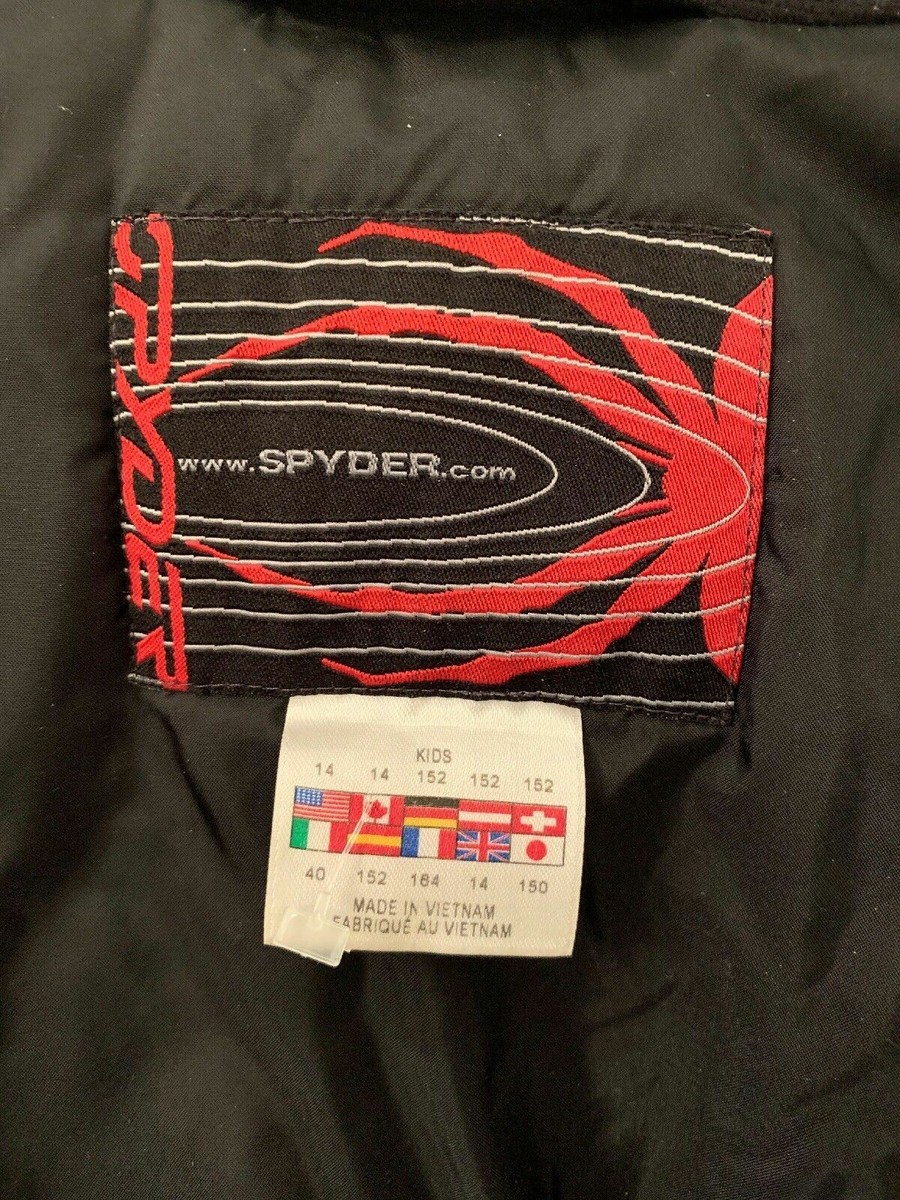 SPYDER
www.SPYDER.com
KIDS
14 14 152 152 152
40 152 164 14 150
MADE IN VIETNAM
FABRIQUÉ AU VIETNAM